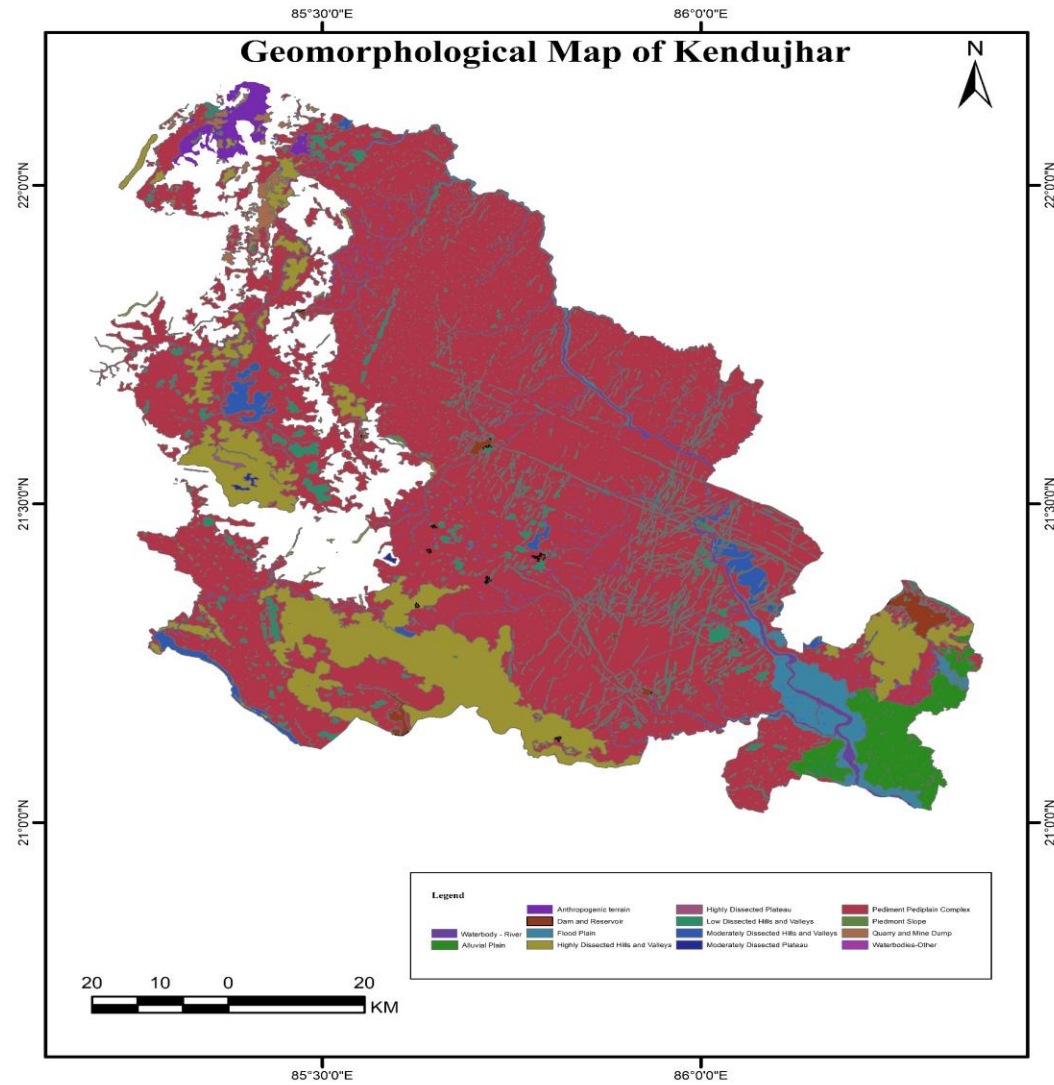 85°30'0"E 86°0'0"E
Geomorphological Map of Kendujhar
N
22°0'0"N 22°0'0"N
21°30'0"N 21°30'0"N
21°0'0"N 21°0'0"N
Legend
Waterbody - River
Alluvial Plain
Anthropogenic terrain
Dam and Reservoir
Flood Plain
Highly Dissected Hills and Valleys
Highly Dissected Plateau
Low Dissected Hills and Valleys
Moderately Dissected Hills and Valleys
Moderately Dissected Plateau
Pediment Pediplain Complex
Piedmont Slope
Quarry and Mine Dump
Waterbodies-Other
20 10 0 20
KM
85°30'0"E 86°0'0"E